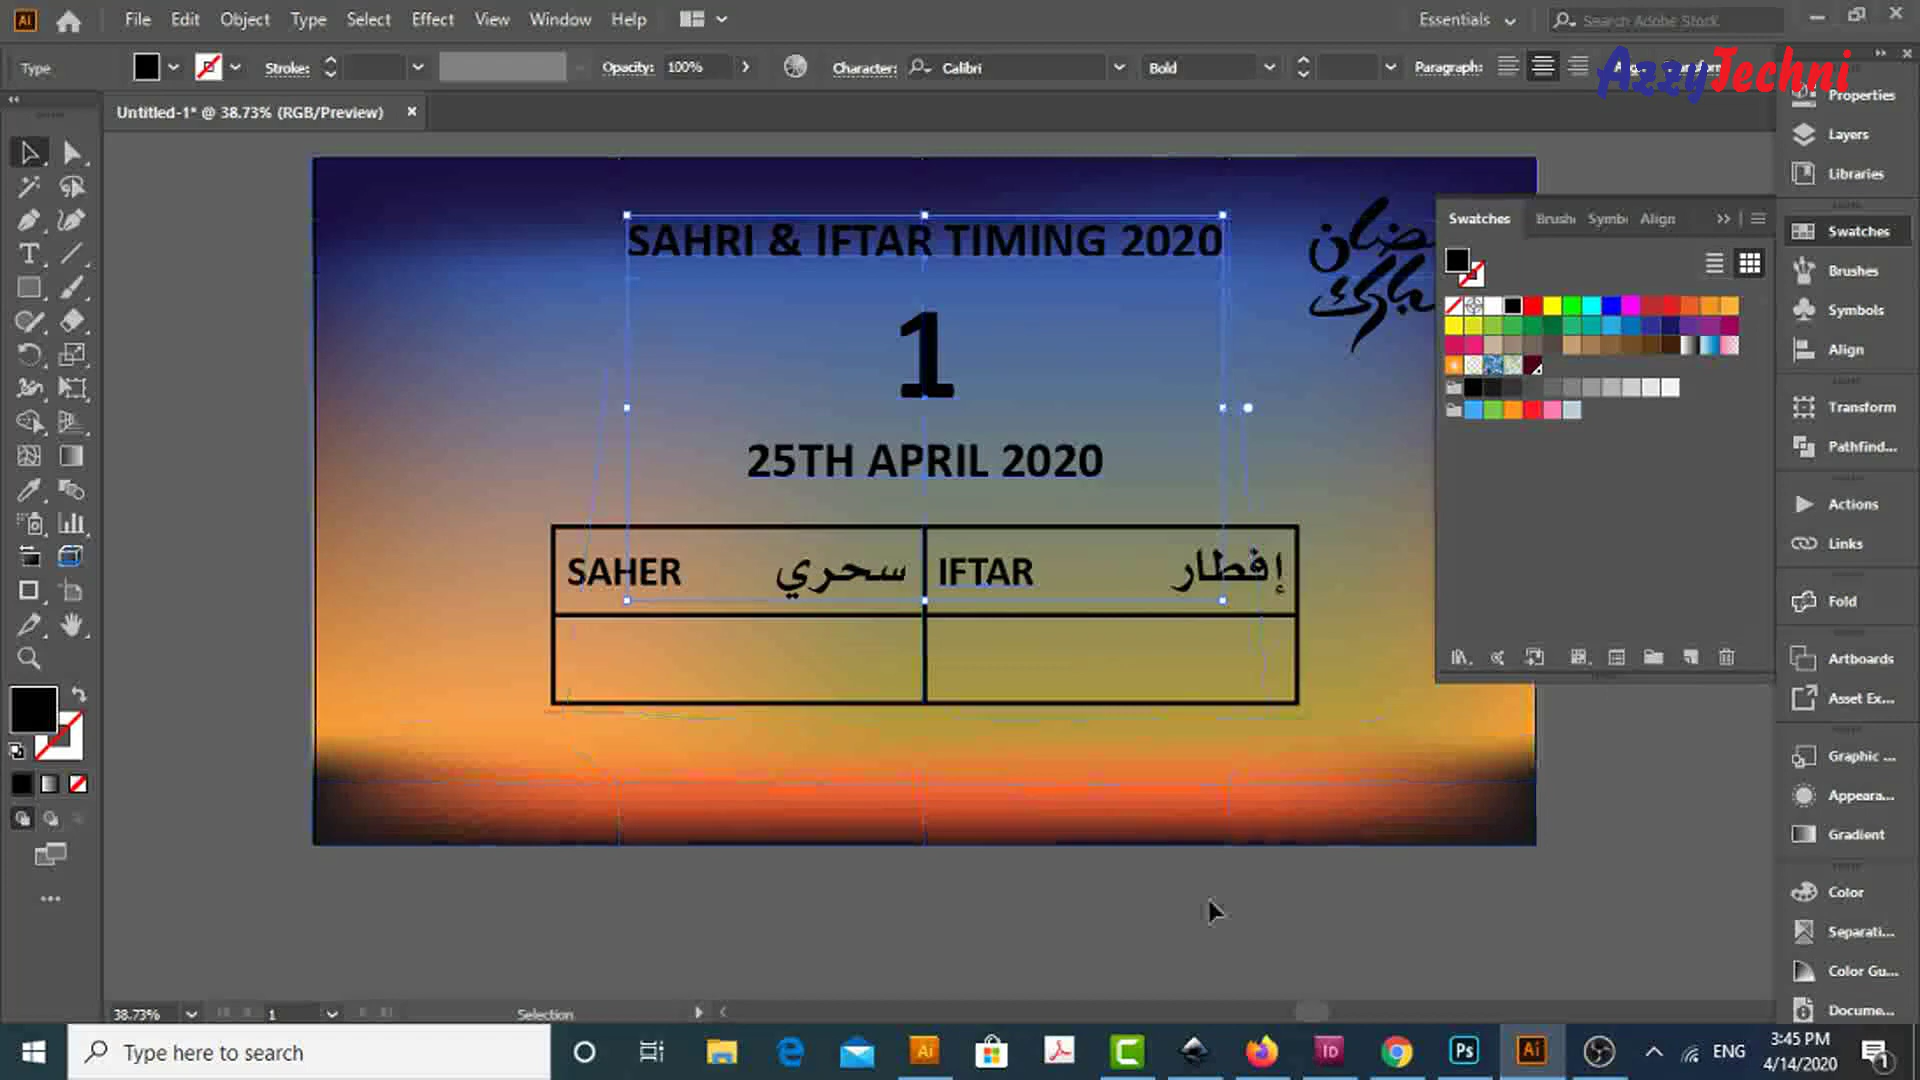 File Edit Object Type Select Effect View Window Help
Essentials
Search Adobe Stock
Type
Stroke:
Opacity: 100%
Character: Calibri
Bold
Paragraph:
AzzyTechni
Untitled-1* @ 38.73% (RGB/Preview)
Properties
Layers
Libraries
Swatches
Brushes
Symbols
Align
Transform
Pathfind...
Actions
Links
Fold
Artboards
Asset Ex...
Graphic ...
Appeara...
Gradient
Color
Separati...
Color Gu...
Docume...
Swatches Brush Symb Align
SAHRI & IFTAR TIMING 2020
رمضان
مبارك
1
25TH APRIL 2020
SAHER سحري IFTAR إفطار
38.73% 1 Selection
Type here to search
ENG
3:45 PM
4/14/2020